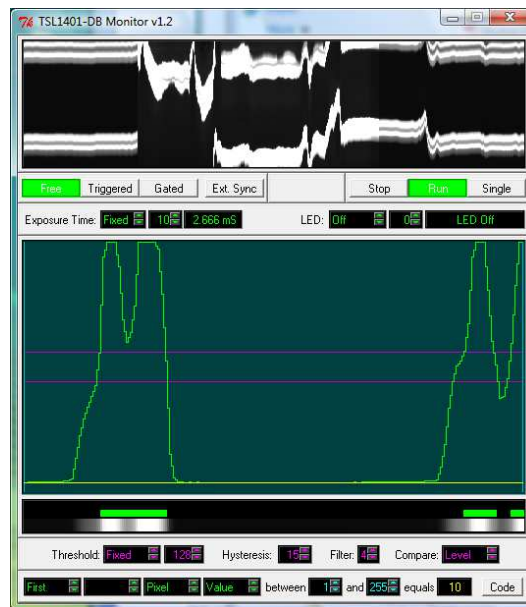 TSL1401-DB Monitor v1.2
Free Triggered Gated Ext. Sync Stop Run Single
Exposure Time: Fixed 10 2.666 mS LED: Off 0 LED Off
Threshold: Fixed 128 Hysteresis: 15 Filter: 4 Compare: Level
First Pixel Value between 1 and 255 equals 10 Code